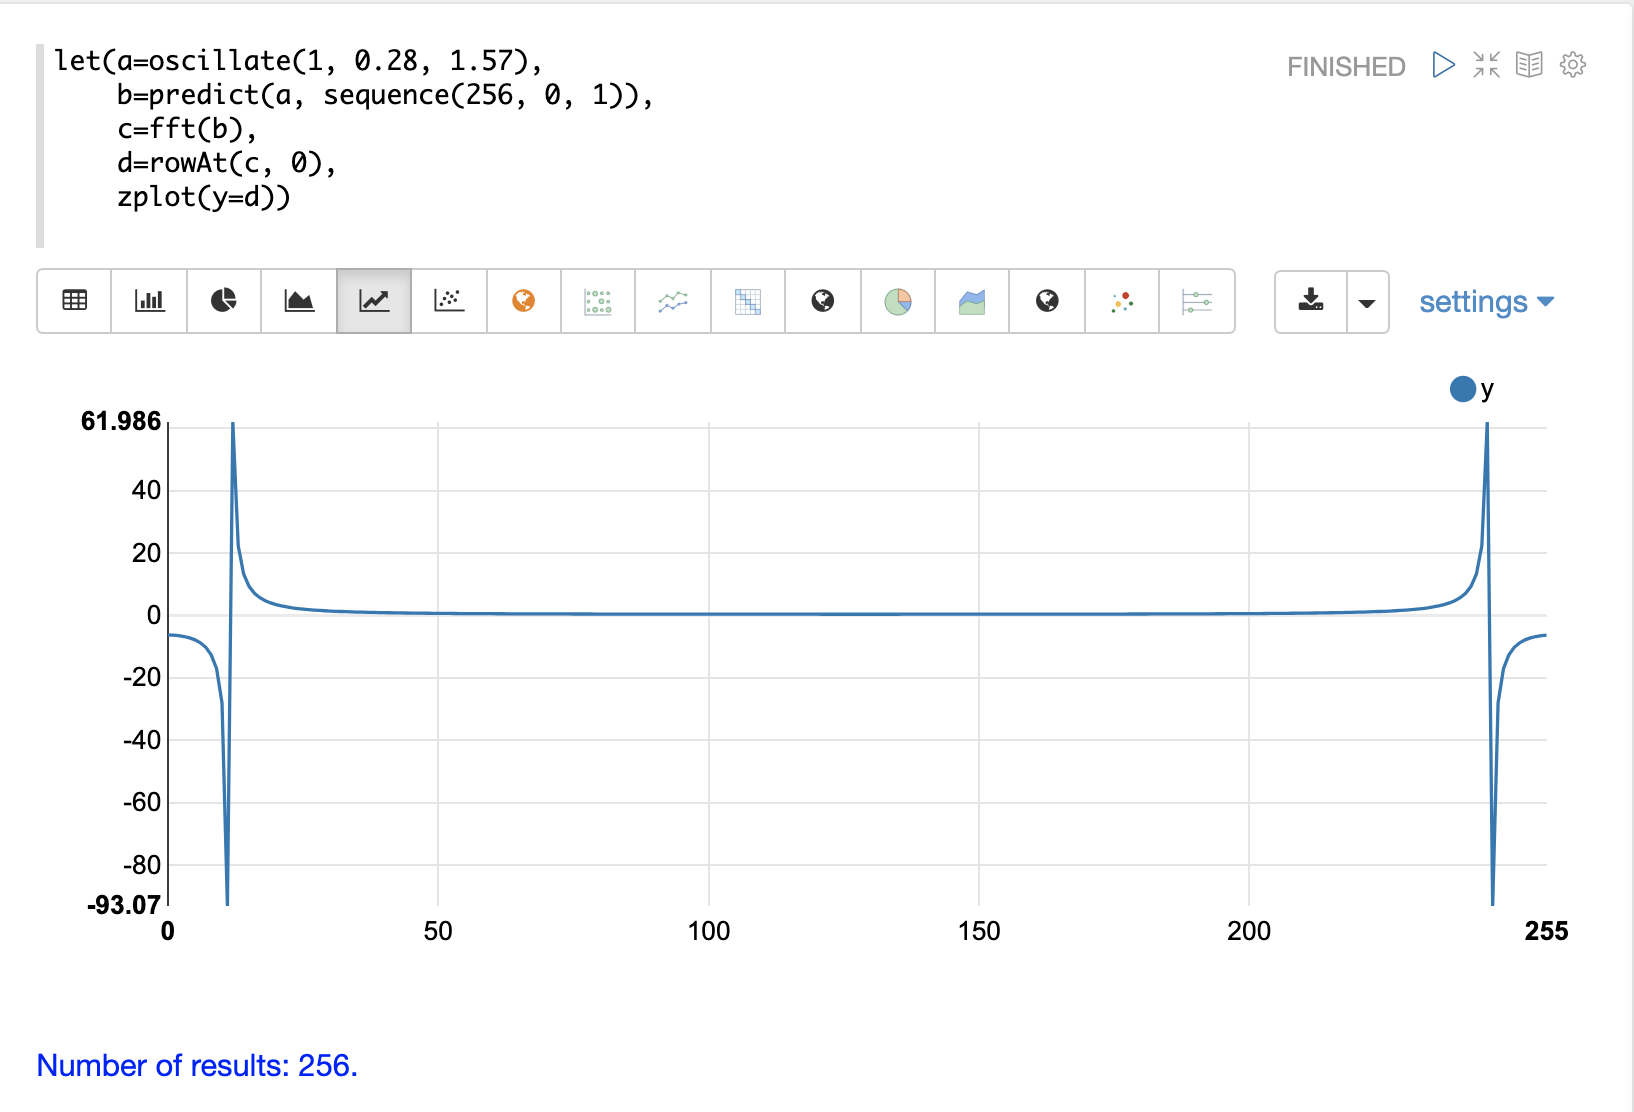 let(a=oscillate(1, 0.28, 1.57),
    b=predict(a, sequence(256, 0, 1)),
    c=fft(b),
    d=rowAt(c, 0),
    zplot(y=d))
FINISHED
settings
y
61.986
40
20
0
-20
-40
-60
-80
-93.07
0 50 100 150 200 255
Number of results: 256.